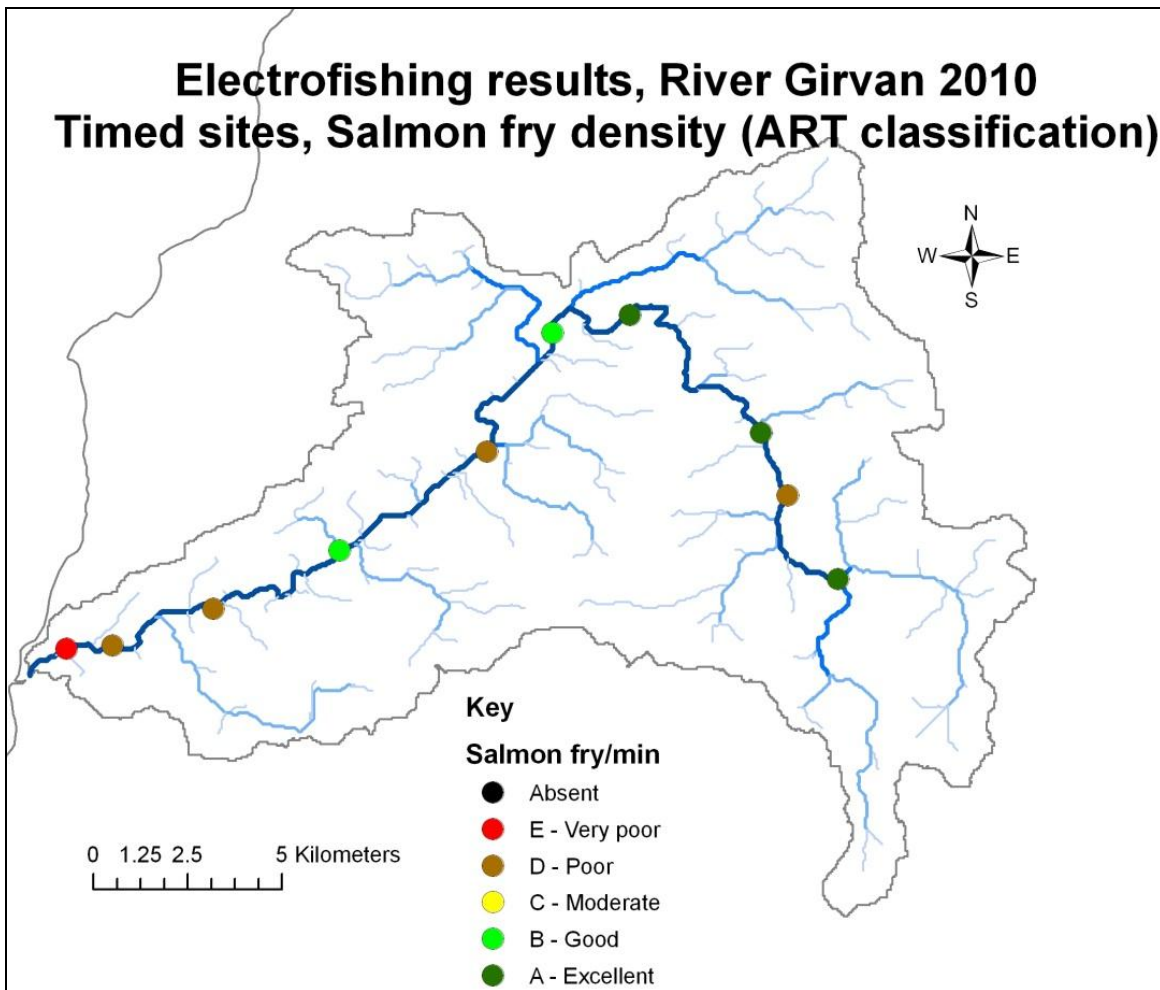 Electrofishing results, River Girvan 2010
Timed sites, Salmon fry density (ART classification)
N
W E
S
Key
Salmon fry/min
Absent
E - Very poor
D - Poor
C - Moderate
B - Good
A - Excellent
0 1.25 2.5 5 Kilometers